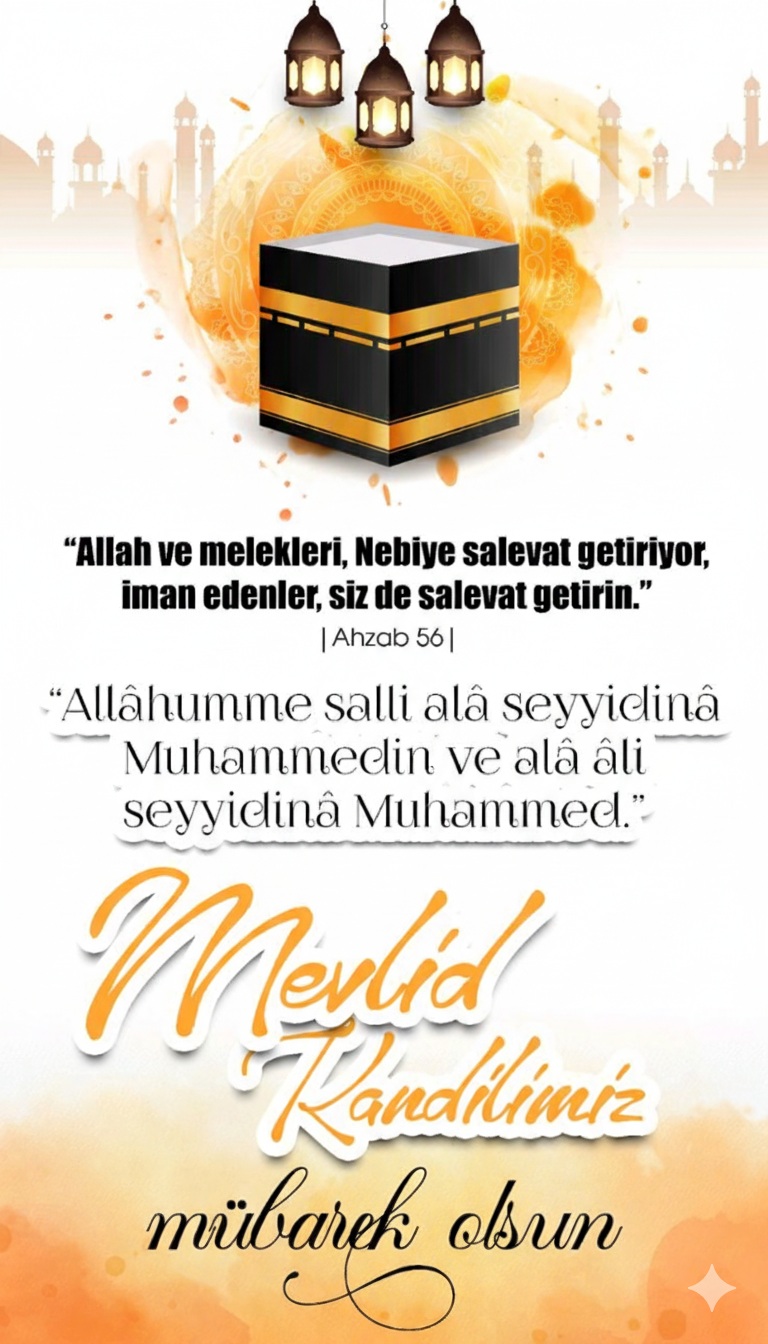 “Allah ve melekleri, Nebiye salevat getiriyor,
iman edenler, siz de salevat getirin.”
|Ahzab 56|
“Allâhumme salli alâ seyyidinâ
Muhammedin ve alâ âli
seyyidinâ Muhammed.”
Mevlid
Kandilimiz
mübarek olsun